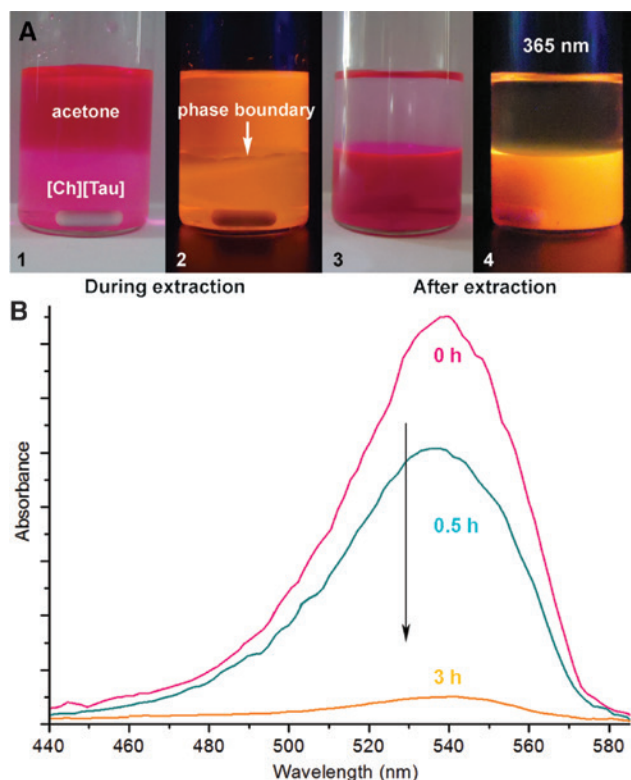 A
acetone
[Ch][Tau]
phase boundary
365 nm
1
2
3
4
During extraction
After extraction
B
Absorbance
0 h
0.5 h
3 h
440
460
480
500
520
540
560
580
Wavelength (nm)